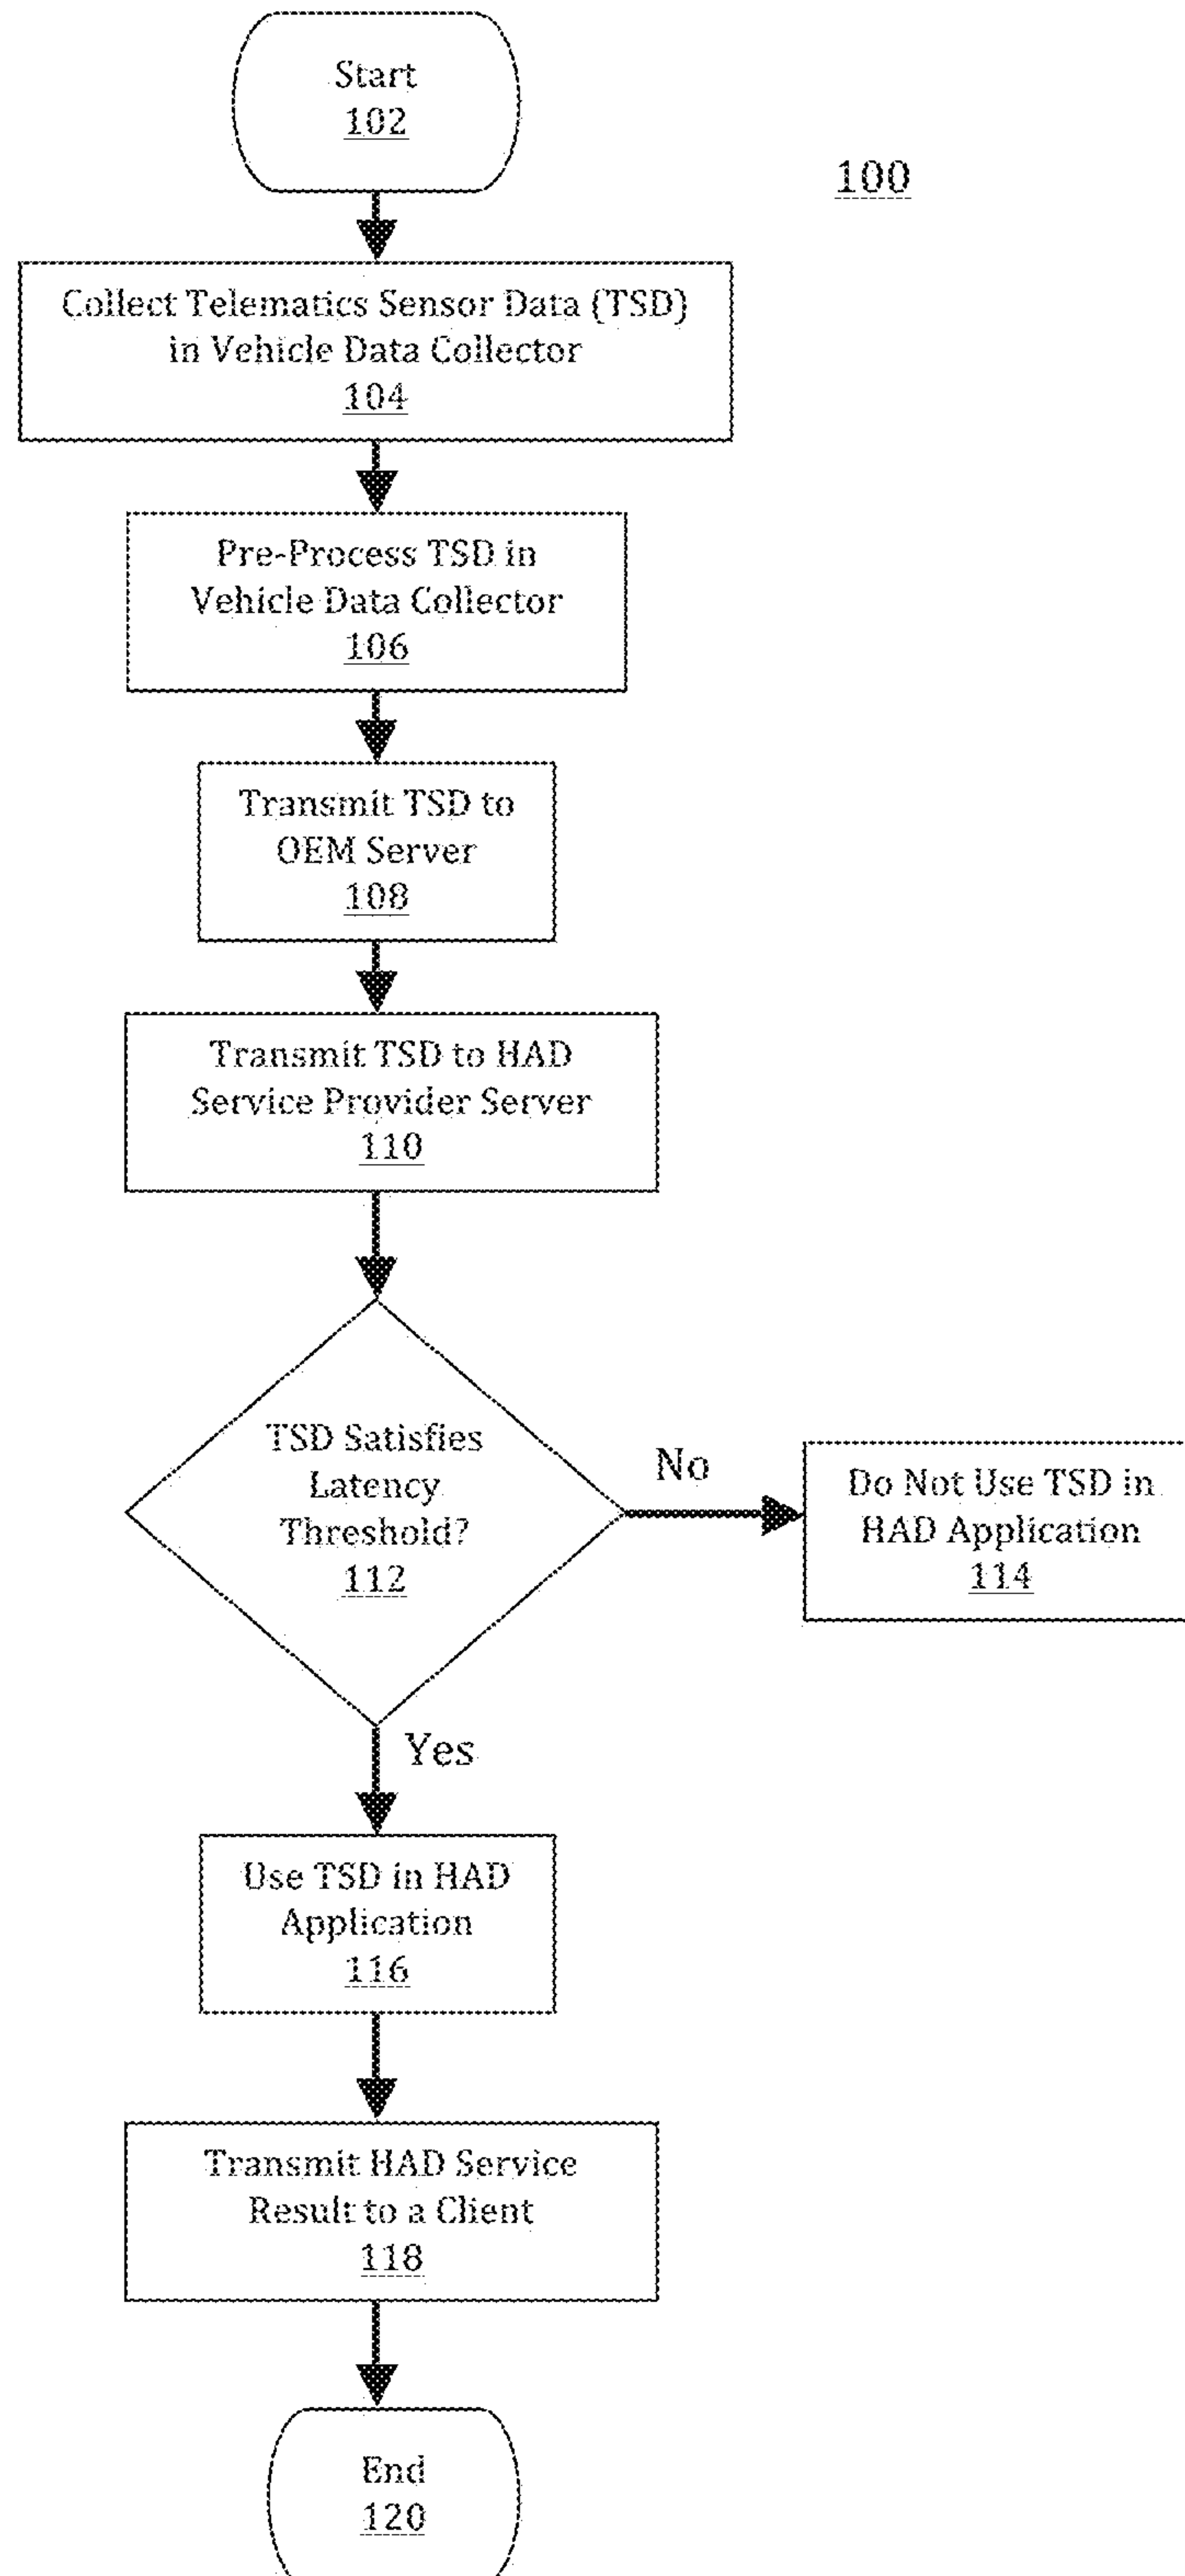 Start
102
100
Collect Telematics Sensor Data (TSD)
in Vehicle Data Collector
104
Pre-Process TSD in
Vehicle Data Collector
106
Transmit TSD to
OEM Server
108
Transmit TSD to HAD
Service Provider Server
110
TSD Satisfies
Latency
Threshold?
112
No
Do Not Use TSD in
HAD Application
114
Yes
Use TSD in HAD
Application
116
Transmit HAD Service
Result to a Client
118
End
120